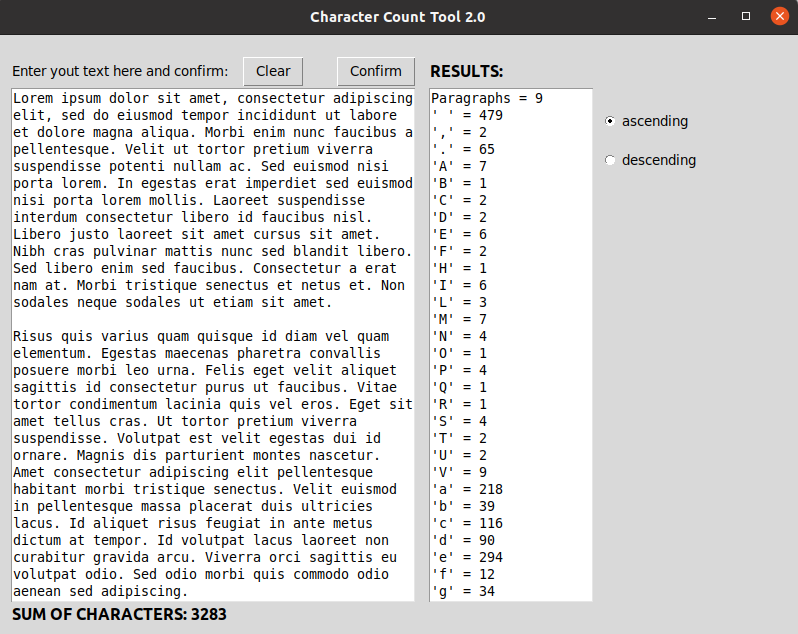 Character Count Tool 2.0
Enter yout text here and confirm:
Clear
Confirm
RESULTS:
Lorem ipsum dolor sit amet, consectetur adipiscing
elit, sed do eiusmod tempor incididunt ut labore
et dolore magna aliqua. Morbi enim nunc faucibus a
pellentesque. Velit ut tortor pretium viverra
suspendisse potenti nullam ac. Sed euismod nisi
porta lorem. In egestas erat imperdiet sed euismod
nisi porta lorem mollis. Laoreet suspendisse
interdum consectetur libero id faucibus nisl.
Libero justo laoreet sit amet cursus sit amet.
Nibh cras pulvinar mattis nunc sed blandit libero.
Sed libero enim sed faucibus. Consectetur a erat
nam at. Morbi tristique senectus et netus et. Non
sodales neque sodales ut etiam sit amet.
Risus quis varius quam quisque id diam vel quam
elementum. Egestas maecenas pharetra convallis
posuere morbi leo urna. Felis eget velit aliquet
sagittis id consectetur purus ut faucibus. Vitae
tortor condimentum lacinia quis vel eros. Eget sit
amet tellus cras. Ut tortor pretium viverra
suspendisse. Volutpat est velit egestas dui id
ornare. Magnis dis parturient montes nascetur.
Amet consectetur adipiscing elit pellentesque
habitant morbi tristique senectus. Velit euismod
in pellentesque massa placerat duis ultricies
lacus. Id aliquet risus feugiat in ante metus
dictum at tempor. Id volutpat lacus laoreet non
curabitur gravida arcu. Viverra orci sagittis eu
volutpat odio. Sed odio morbi quis commodo odio
aenean sed adipiscing.
Paragraphs = 9
' ' = 479
',' = 2
'.' = 65
'A' = 7
'B' = 1
'C' = 2
'D' = 2
'E' = 6
'F' = 2
'H' = 1
'I' = 6
'L' = 3
'M' = 7
'N' = 4
'O' = 1
'P' = 4
'Q' = 1
'R' = 1
'S' = 4
'T' = 2
'U' = 2
'V' = 9
'a' = 218
'b' = 39
'c' = 116
'd' = 90
'e' = 294
'f' = 12
'g' = 34
ascending
descending
SUM OF CHARACTERS: 3283